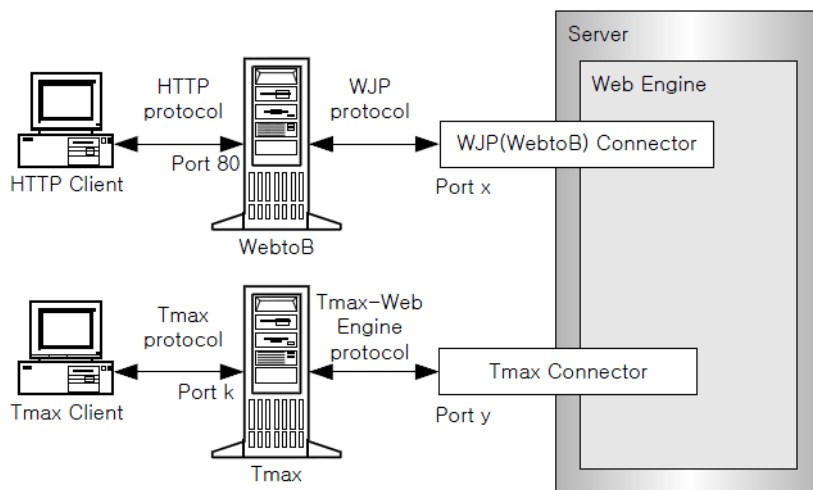 Server
Web Engine
HTTP
protocol
WJP
protocol
WJP(WebtoB) Connector
Port 80
HTTP Client
Port x
WebtoB
Tmax
protocol
Tmax-Web
Engine
protocol
Tmax Connector
Port k
Tmax Client
Port y
Tmax